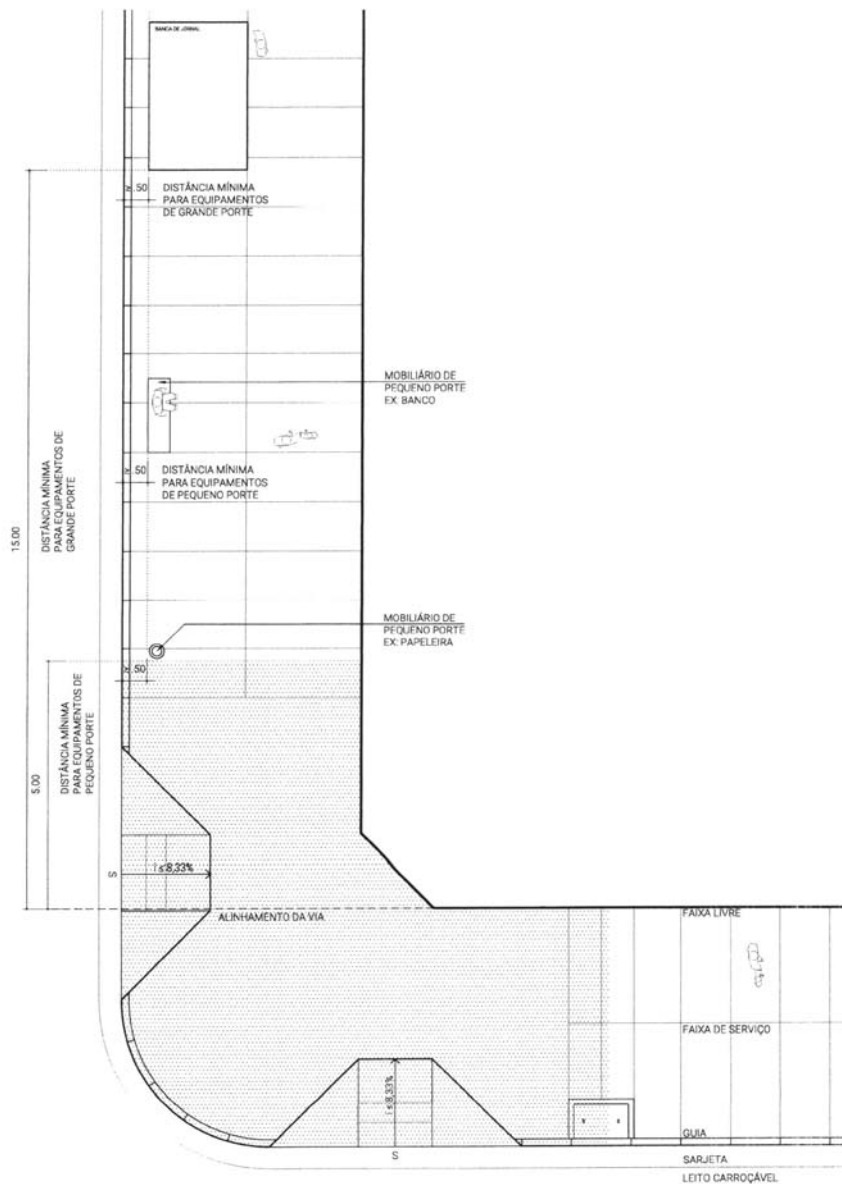 BANCA DE JORNAL
≥ .50
DISTÂNCIA MÍNIMA
PARA EQUIPAMENTOS
DE GRANDE PORTE
MOBILIÁRIO DE
PEQUENO PORTE
EX: BANCO
≥ .50
DISTÂNCIA MÍNIMA
PARA EQUIPAMENTOS
DE PEQUENO PORTE
15.00
DISTÂNCIA MÍNIMA
PARA EQUIPAMENTOS DE
GRANDE PORTE
MOBILIÁRIO DE
PEQUENO PORTE
EX: PAPELEIRA
≥ .50
5.00
DISTÂNCIA MÍNIMA
PARA EQUIPAMENTOS DE
PEQUENO PORTE
S
i ≤ 8,33%
ALINHAMENTO DA VIA
FAIXA LIVRE
FAIXA DE SERVIÇO
i ≤ 8,33%
S
GUIA
SARJETA
LEITO CARROÇÁVEL